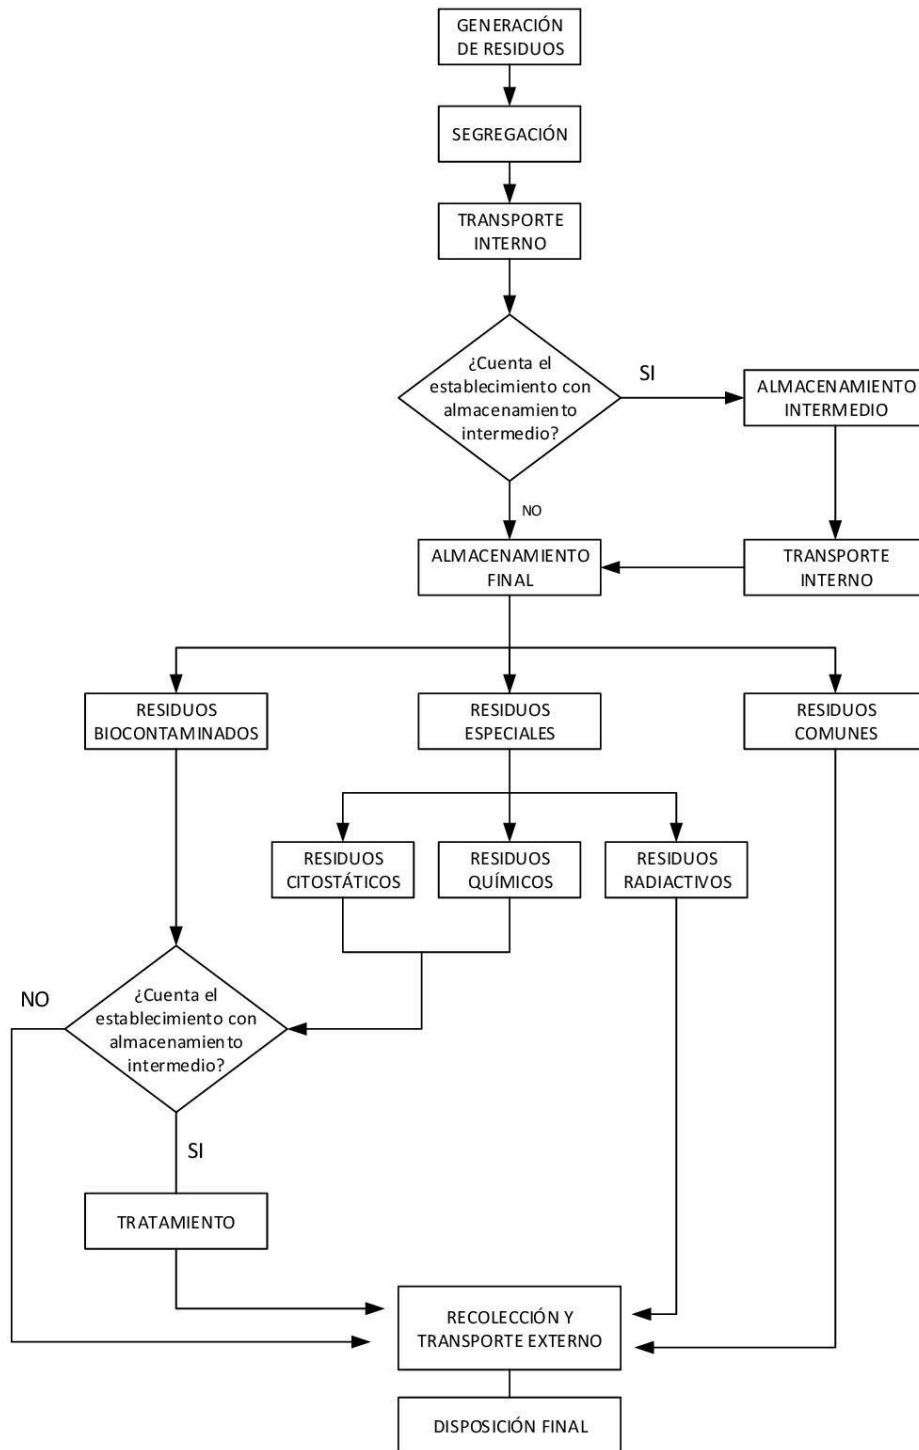 GENERACIÓN
DE RESIDUOS
SEGREGACIÓN
TRANSPORTE
INTERNO
¿Cuenta el
establecimiento con
almacenamiento
intermedio?
SI
ALMACENAMIENTO
INTERMEDIO
NO
ALMACENAMIENTO
FINAL
TRANSPORTE
INTERNO
RESIDUOS
BIOCONTAMINADOS
RESIDUOS
ESPECIALES
RESIDUOS
COMUNES
RESIDUOS
CITOSTÁTICOS
RESIDUOS
QUÍMICOS
RESIDUOS
RADIACTIVOS
NO
¿Cuenta el
establecimiento con
almacenamiento
intermedio?
SI
TRATAMIENTO
RECOLECCIÓN Y
TRANSPORTE EXTERNO
DISPOSICIÓN FINAL